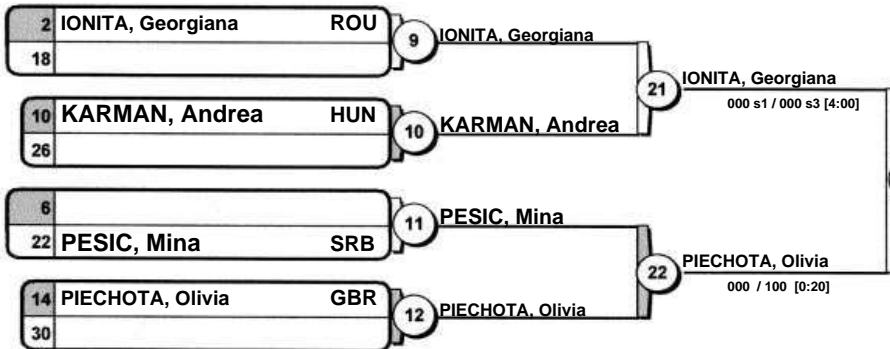 2 IONITA, Georgiana ROU
18
9
IONITA, Georgiana
10 KARMAN, Andrea HUN
26
10
KARMAN, Andrea
21
IONITA, Georgiana
000 s1 / 000 s3 [4:00]
6
22 PESIC, Mina SRB
11
PESIC, Mina
14 PIECHOTA, Olivia GBR
30
12
PIECHOTA, Olivia
22
PIECHOTA, Olivia
000 / 100 [0:20]